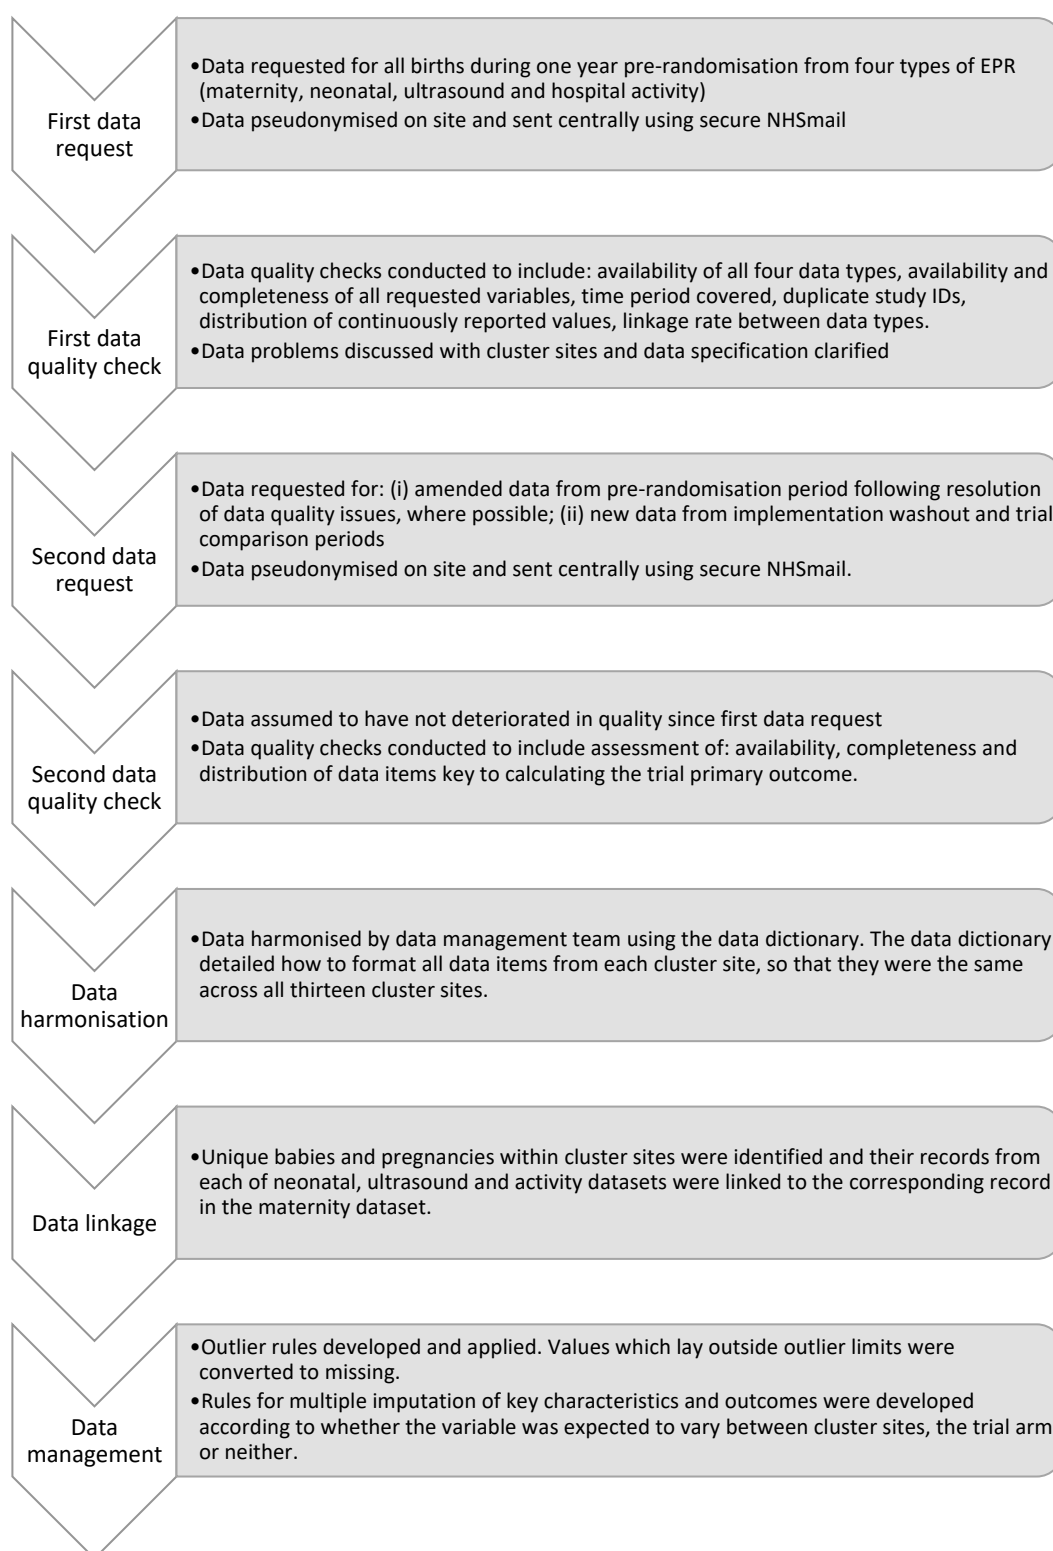 First data
request
•Data requested for all births during one year pre-randomisation from four types of EPR
(maternity, neonatal, ultrasound and hospital activity)
•Data pseudonymised on site and sent centrally using secure NHSmail
First data
quality check
•Data quality checks conducted to include: availability of all four data types, availability and
completeness of all requested variables, time period covered, duplicate study IDs,
distribution of continuously reported values, linkage rate between data types.
•Data problems discussed with cluster sites and data specification clarified
Second data
request
•Data requested for: (i) amended data from pre-randomisation period following resolution
of data quality issues, where possible; (ii) new data from implementation washout and trial
comparison periods
•Data pseudonymised on site and sent centrally using secure NHSmail.
Second data
quality check
•Data assumed to have not deteriorated in quality since first data request
•Data quality checks conducted to include assessment of: availability, completeness and
distribution of data items key to calculating the trial primary outcome.
Data
harmonisation
•Data harmonised by data management team using the data dictionary. The data dictionary
detailed how to format all data items from each cluster site, so that they were the same
across all thirteen cluster sites.
Data linkage
•Unique babies and pregnancies within cluster sites were identified and their records from
each of neonatal, ultrasound and activity datasets were linked to the corresponding record
in the maternity dataset.
Data
management
•Outlier rules developed and applied. Values which lay outside outlier limits were
converted to missing.
•Rules for multiple imputation of key characteristics and outcomes were developed
according to whether the variable was expected to vary between cluster sites, the trial arm
or neither.